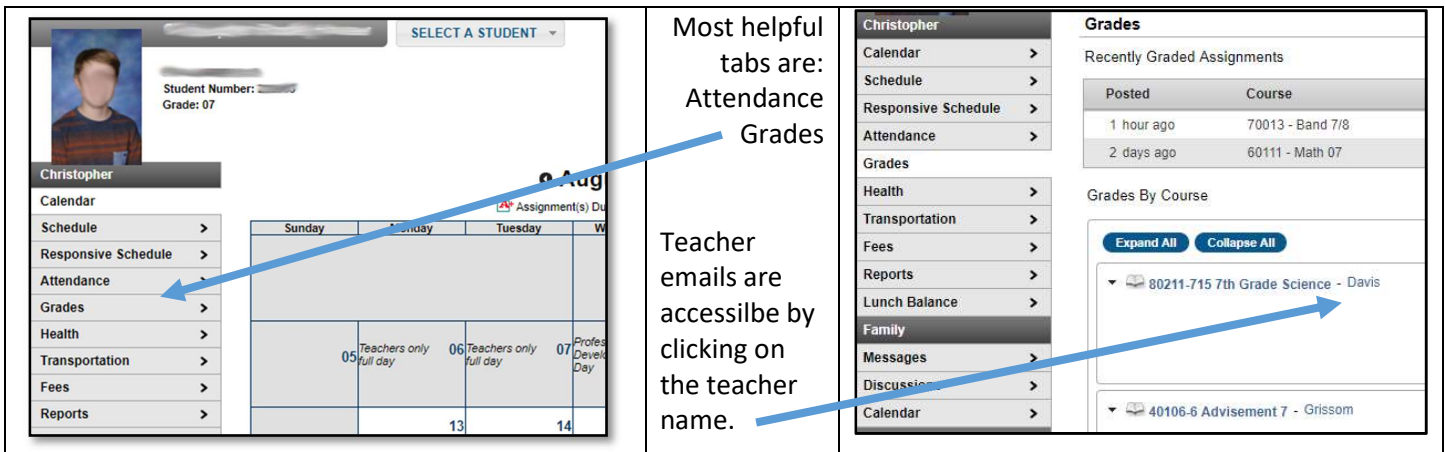 SELECT A STUDENT
Student Number:
Grade: 07
Christopher
Calendar
Schedule
Responsive Schedule
Attendance
Grades
Health
Transportation
Fees
Reports
Augu
Assignment(s) Du
Sunday Monday Tuesday W
05 Teachers only full day 06 Teachers only full day 07 Profes Develo Day
13 14
Most helpful
tabs are:
Attendance
Grades
Teacher
emails are
accessilbe by
clicking on
the teacher
name.
Christopher
Calendar
Schedule
Responsive Schedule
Attendance
Grades
Health
Transportation
Fees
Reports
Lunch Balance
Family
Messages
Discussions
Calendar
Grades
Recently Graded Assignments
Posted Course
1 hour ago 70013 - Band 7/8
2 days ago 60111 - Math 07
Grades By Course
Expand All Collapse All
80211-715 7th Grade Science - Davis
40106-6 Advisement 7 - Grissom